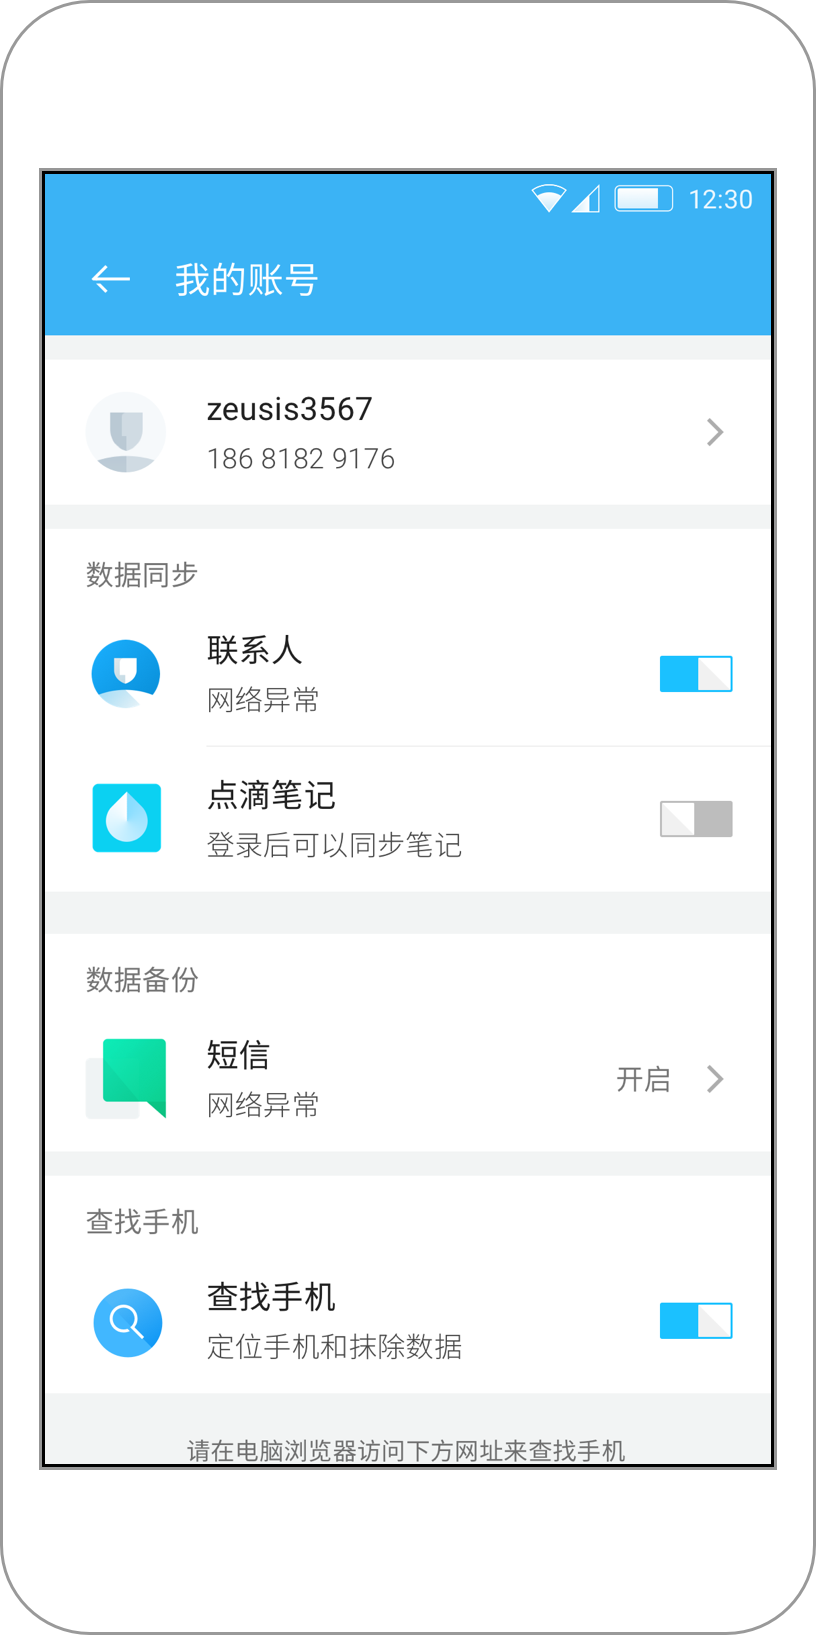 12:30
我的账号
zeusis3567
186 8182 9176
数据同步
联系人
网络异常
点滴笔记
登录后可以同步笔记
数据备份
短信
网络异常
开启
查找手机
查找手机
定位手机和抹除数据
请在电脑浏览器访问下方网址来查找手机